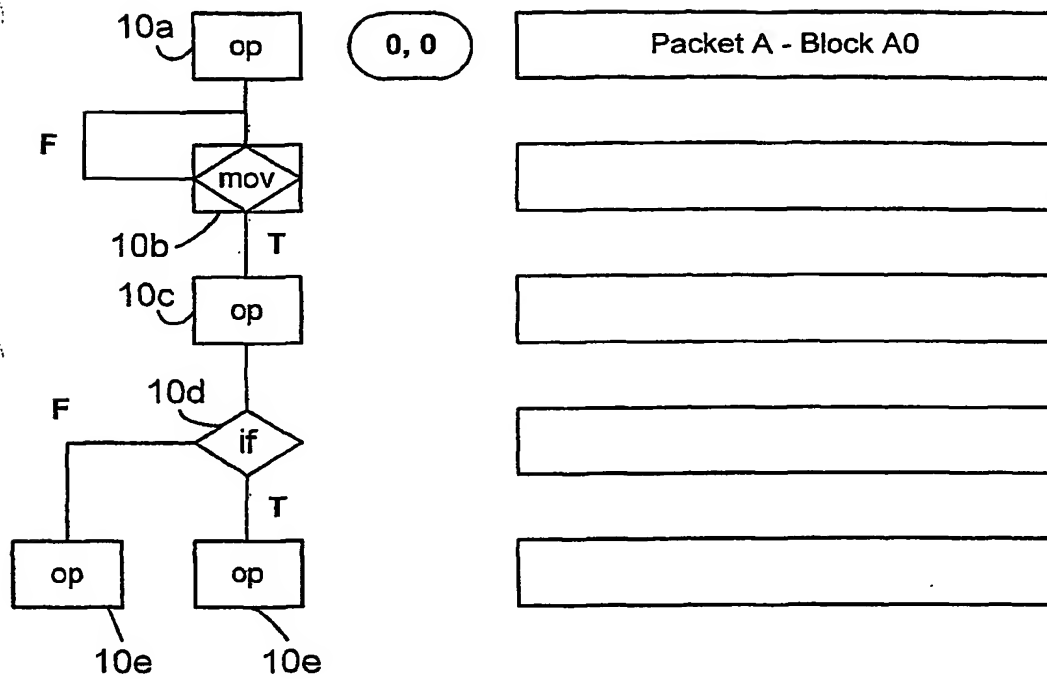 10a
op
0, 0
Packet A - Block A0
F
mov
10b
T
10c
op
10d
F
if
T
op
op
10e
10e